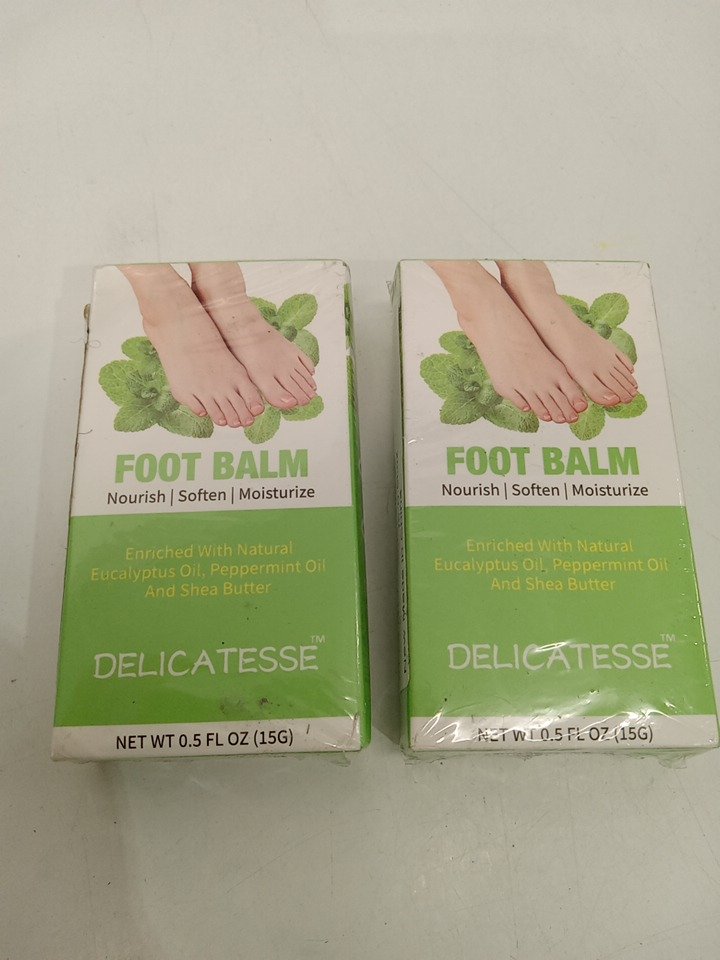 FOOT BALM
Nourish | Soften | Moisturize
Enriched With Natural
Eucalyptus Oil, Peppermint Oil
And Shea Butter
DELICATESSE™
NET WT 0.5 FL OZ (15G)
FOOT BALM
Nourish | Soften | Moisturize
Enriched With Natural
Eucalyptus Oil, Peppermint Oil
And Shea Butter
DELICATESSE™
NET WT 0.5 FL OZ (15G)